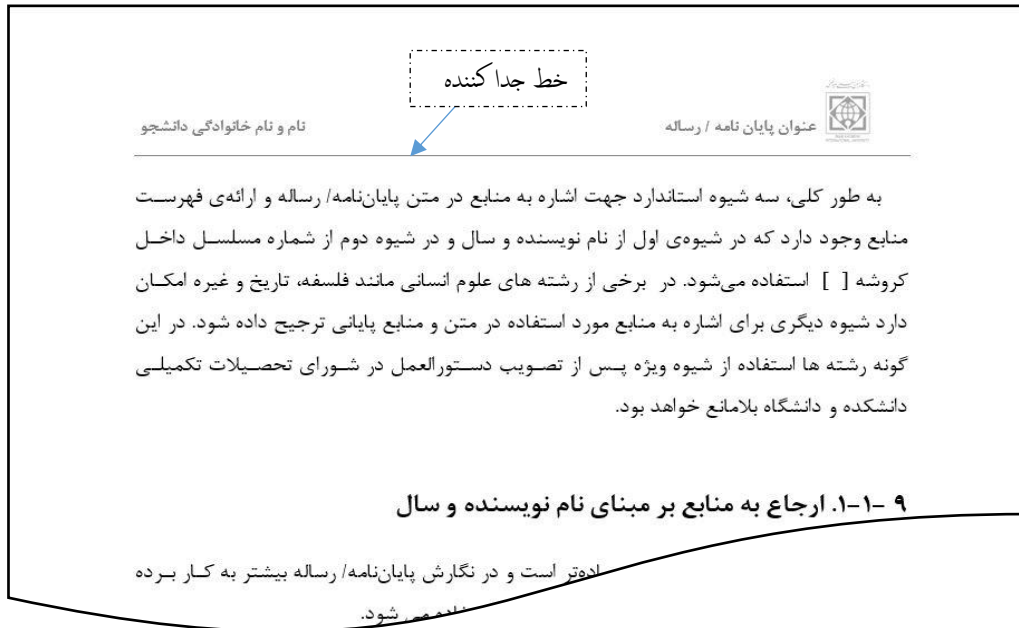 خط جدا کننده
عنوان پایان نامه / رساله
نام و نام خانوادگی دانشجو
به طور کلی، سه شیوه استاندارد جهت اشاره به منابع در متن پایان‌نامه/ رساله و ارائه‌ی فهرست
منابع وجود دارد که در شیوه‌ی اول از نام نویسنده و سال و در شیوه دوم از شماره مسلسل داخل
کروشه [ ] استفاده می‌شود. در برخی از رشته های علوم انسانی مانند فلسفه، تاریخ و غیره امکان
دارد شیوه دیگری برای اشاره به منابع مورد استفاده در متن و منابع پایانی ترجیح داده شود. در این
گونه رشته ها استفاده از شیوه ویژه پس از تصویب دستورالعمل در شورای تحصیلات تکمیلی
دانشکده و دانشگاه بلامانع خواهد بود.
۹ -۱-۱. ارجاع به منابع بر مبنای نام نویسنده و سال
است و در نگارش پایان‌نامه/ رساله بیشتر به کار برده
می شود.